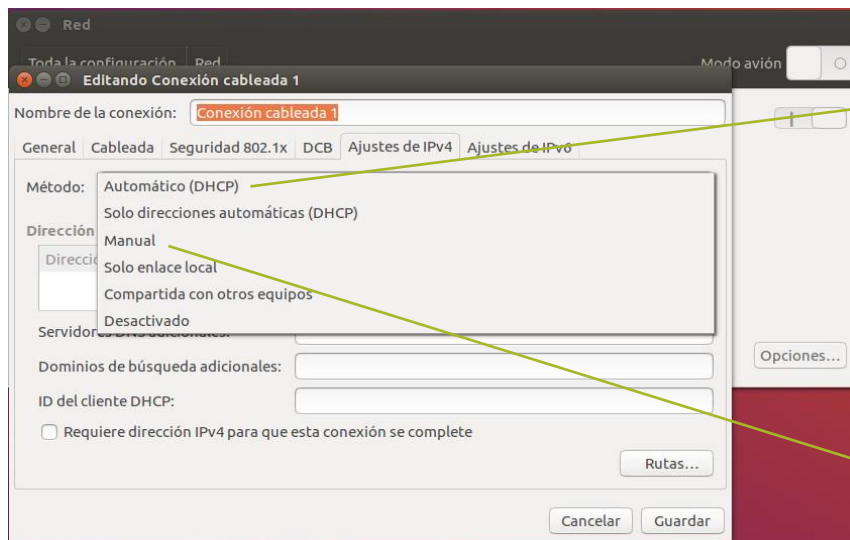 Red
Toda la configuración Red
Modo avión
Editando Conexión cableada 1
Nombre de la conexión: Conexión cableada 1
General Cableada Seguridad 802.1x DCB Ajustes de IPv4 Ajustes de IPv6
Método: Automático (DHCP)
Solo direcciones automáticas (DHCP)
Dirección
Manual
Direcció
Solo enlace local
Compartida con otros equipos
Desactivado
Servidores DNS adicionales:
Opciones...
Dominios de búsqueda adicionales:
ID del cliente DHCP:
Requiere dirección IPv4 para que esta conexión se complete
Rutas...
Cancelar Guardar